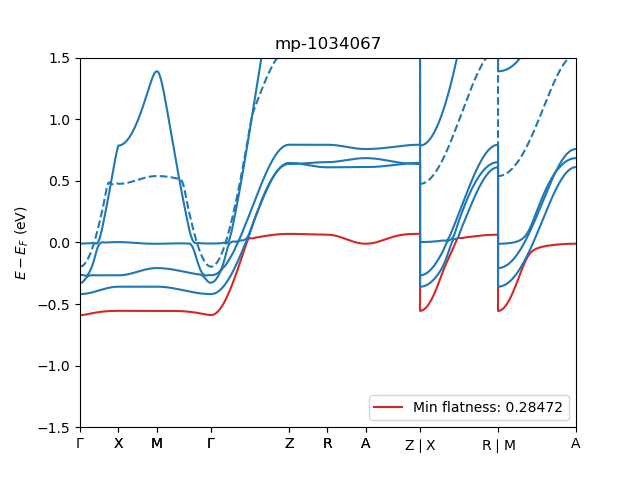 mp-1034067
E − E_F (eV)
1.5
1.0
0.5
0.0
−0.5
−1.0
−1.5
Min flatness: 0.28472
Γ X M Γ Z R A Z | X R | M A